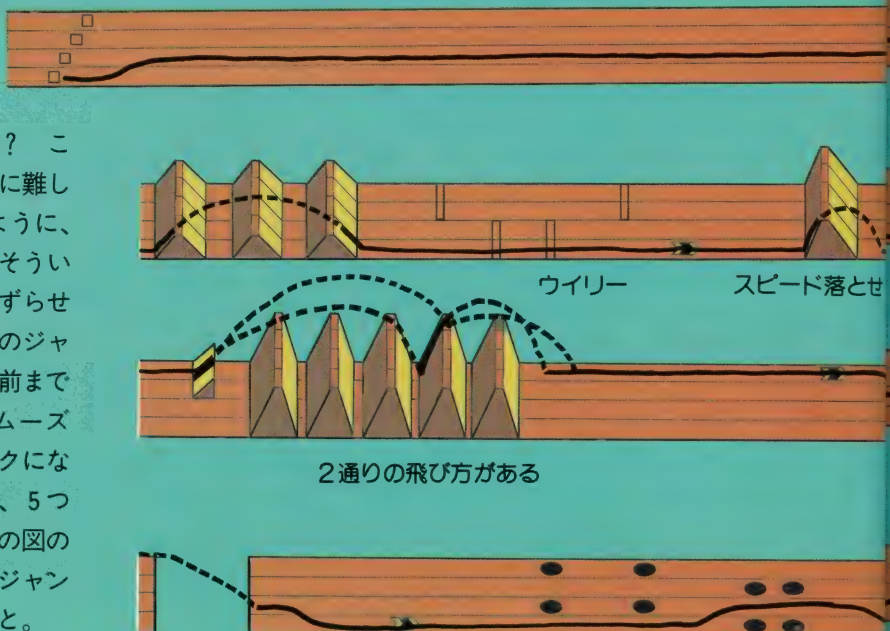 ？　こ
に難し
ように、
そうい
ずらせ
のジャ
前まで
ムーズ
クにな
、5つ
の図の
ジャン
と。
ウイリー
スピード落とせ
2通りの飛び方がある